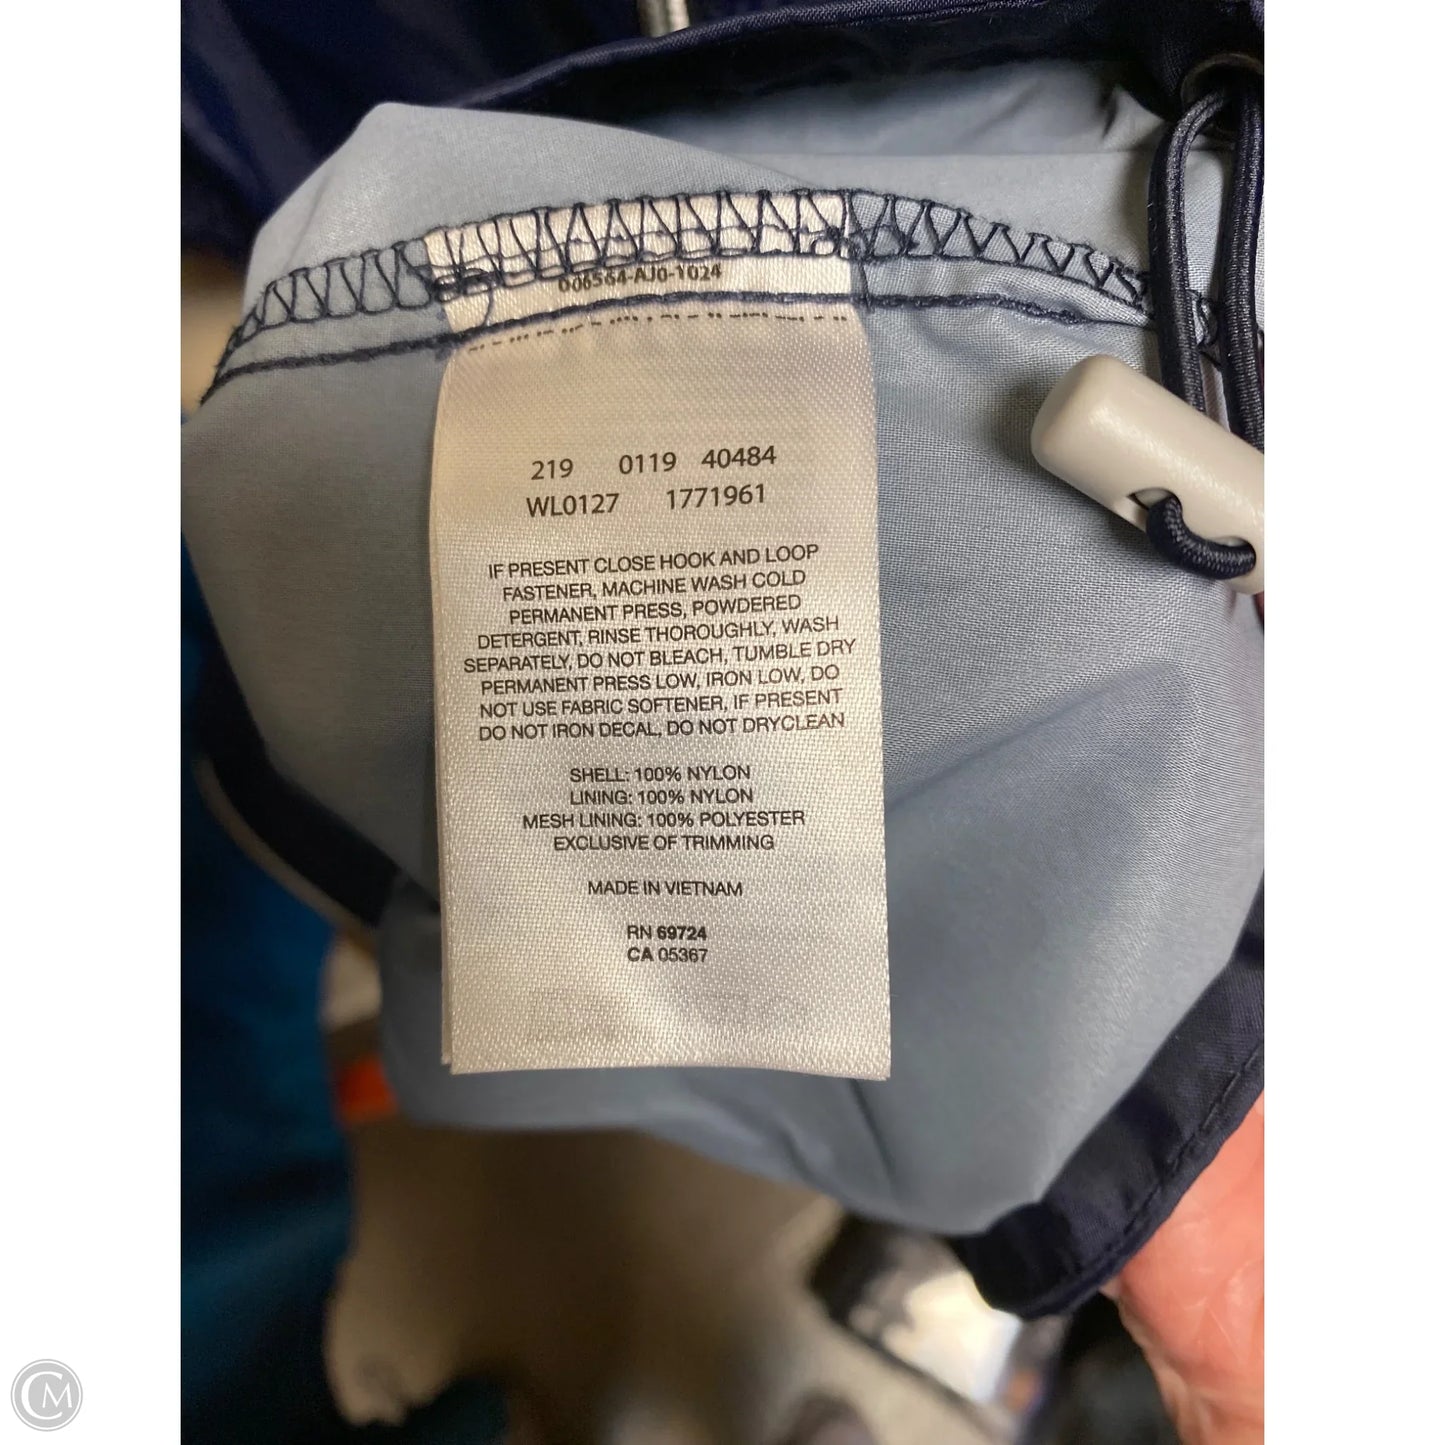 006564-AJ0-1024
219 0119 40484
WL0127 1771961
IF PRESENT CLOSE HOOK AND LOOP
FASTENER, MACHINE WASH COLD
PERMANENT PRESS, POWDERED
DETERGENT, RINSE THOROUGHLY, WASH
SEPARATELY, DO NOT BLEACH, TUMBLE DRY
PERMANENT PRESS LOW, IRON LOW, DO
NOT USE FABRIC SOFTENER, IF PRESENT
DO NOT IRON DECAL, DO NOT DRYCLEAN
SHELL: 100% NYLON
LINING: 100% NYLON
MESH LINING: 100% POLYESTER
EXCLUSIVE OF TRIMMING
MADE IN VIETNAM
RN 69724
CA 05367
CM